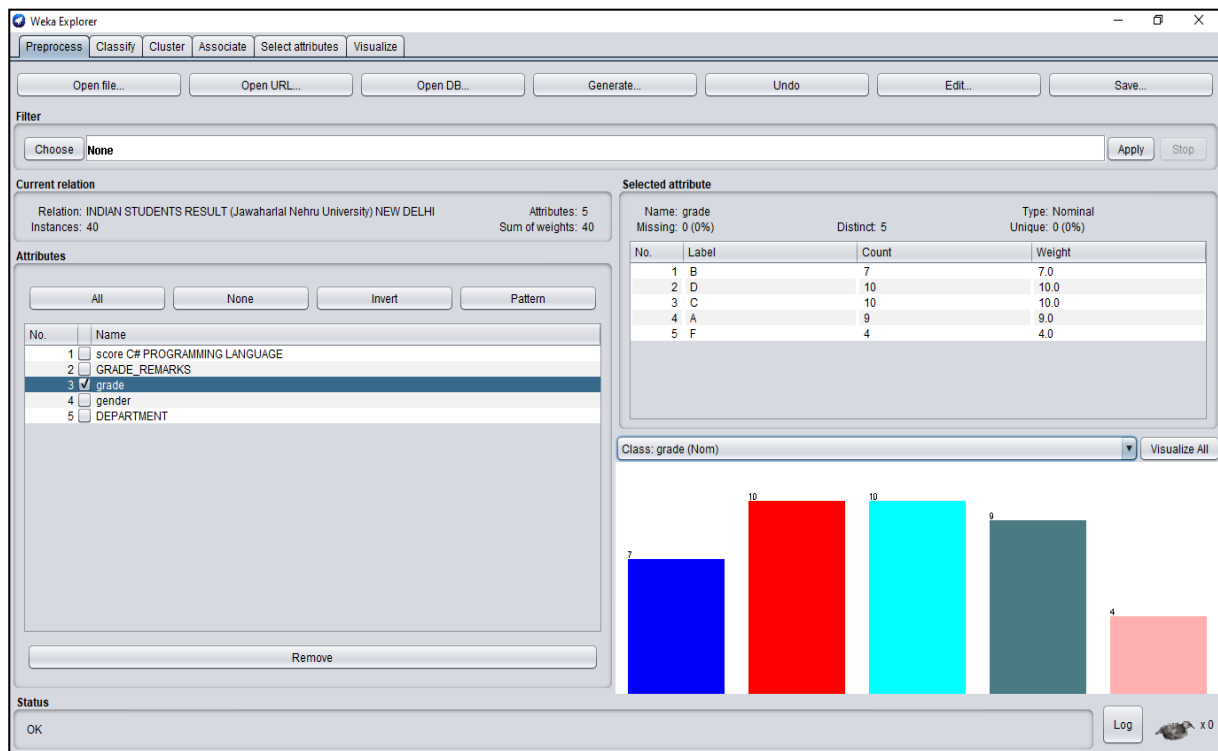 Weka Explorer
Preprocess Classify Cluster Associate Select attributes Visualize
Open file... Open URL... Open DB... Generate... Undo Edit... Save...
Filter
Choose None Apply Stop
Current relation
Relation: INDIAN STUDENTS RESULT (Jawaharlal Nehru University) NEW DELHI Attributes: 5
Instances: 40 Sum of weights: 40
Attributes
All None Invert Pattern
No. Name
1 score C# PROGRAMMING LANGUAGE
2 GRADE_REMARKS
3 grade
4 gender
5 DEPARTMENT
Remove
Selected attribute
Name: grade Type: Nominal
Missing: 0 (0%) Distinct: 5 Unique: 0 (0%)
No. Label Count Weight
1 B 7 7.0
2 D 10 10.0
3 C 10 10.0
4 A 9 9.0
5 F 4 4.0
Class: grade (Nom) Visualize All
7 10 10 9 4
Status
OK Log x 0